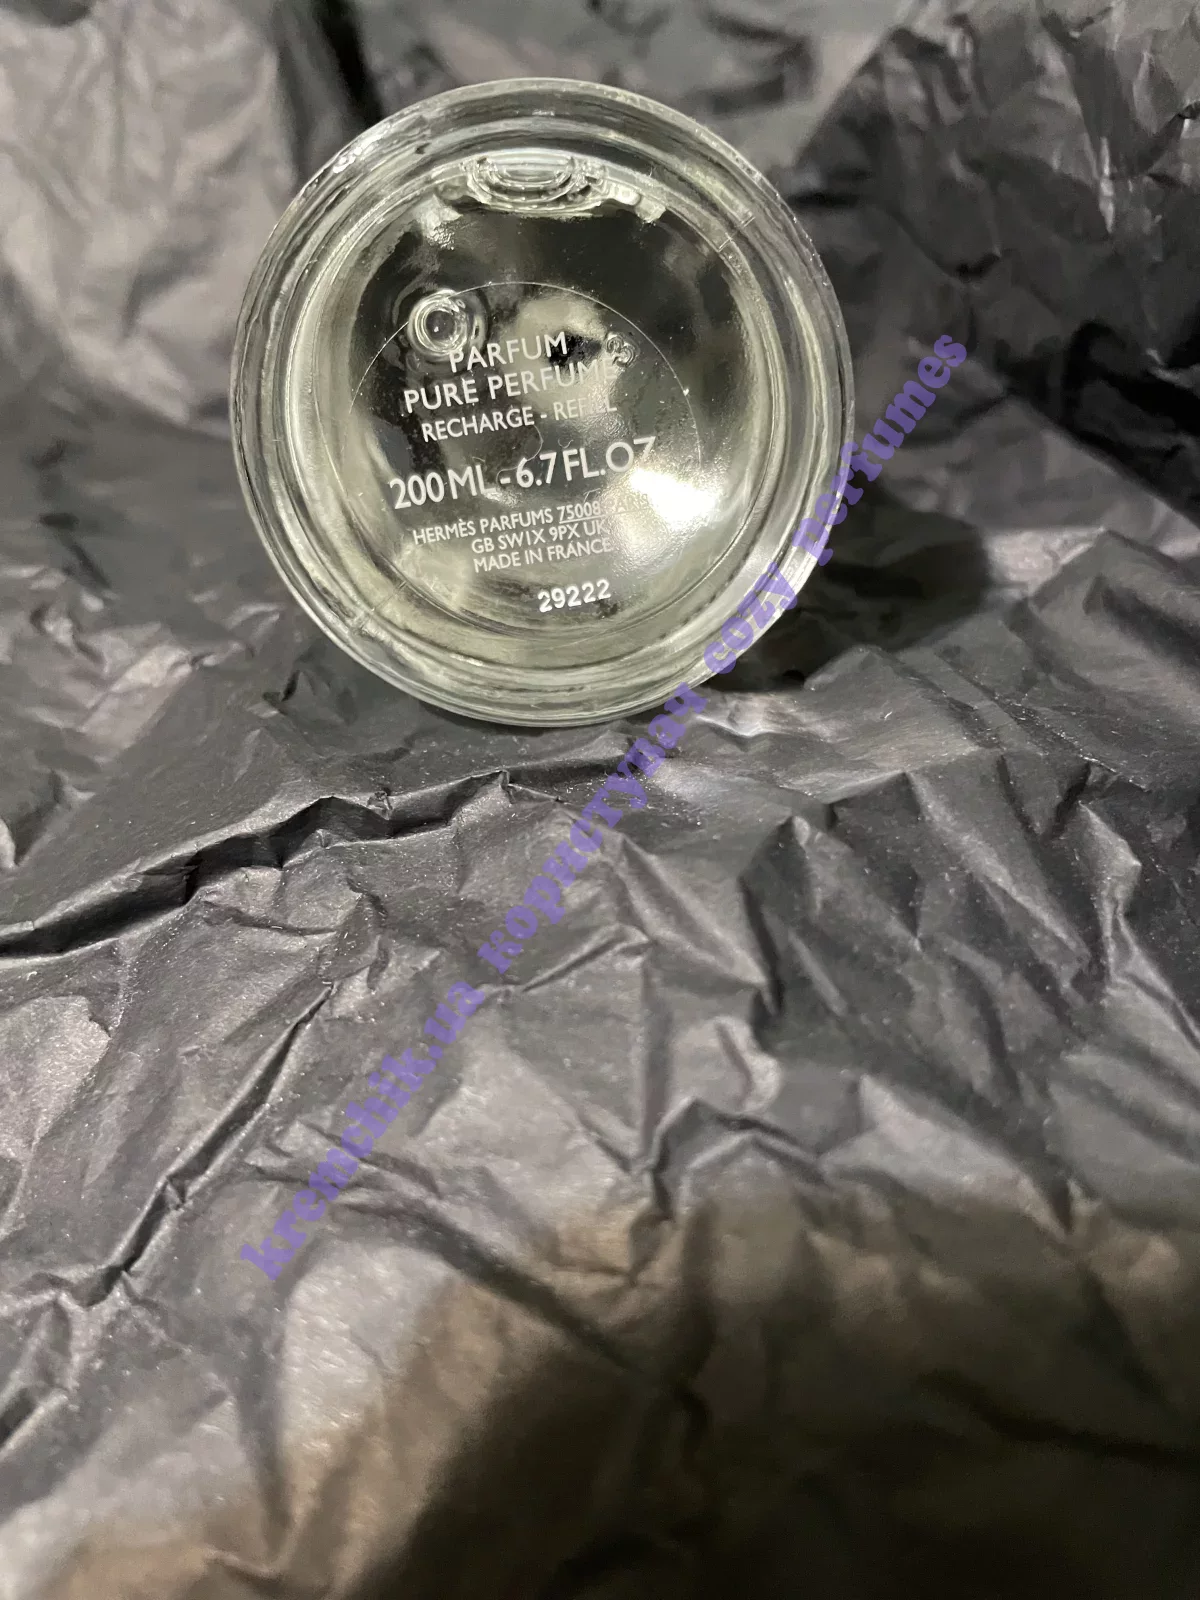 PARFUM
PURE PERFUME
RECHARGE - REFILL
200 ML - 6.7 FL.OZ
HERMÈS PARFUMS 75008
GB SW1X 9PX UK
MADE IN FRANCE
29222
kremchik.ua користувач cozy perfumes